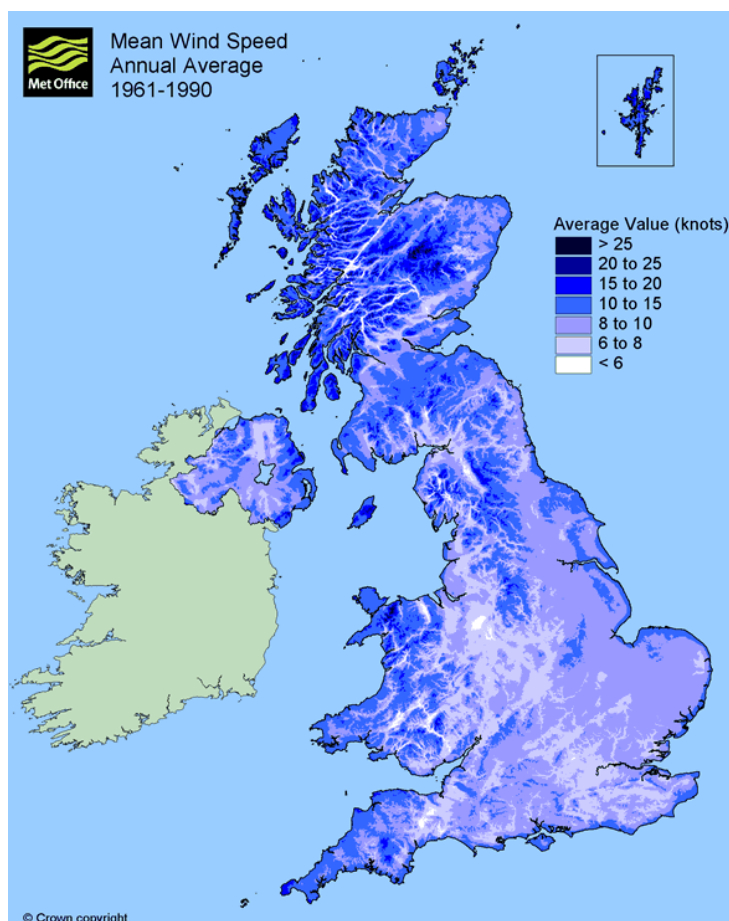 Met Office
Mean Wind Speed
Annual Average
1961-1990
Average Value (knots)
> 25
20 to 25
15 to 20
10 to 15
8 to 10
6 to 8
< 6
© Crown copyright